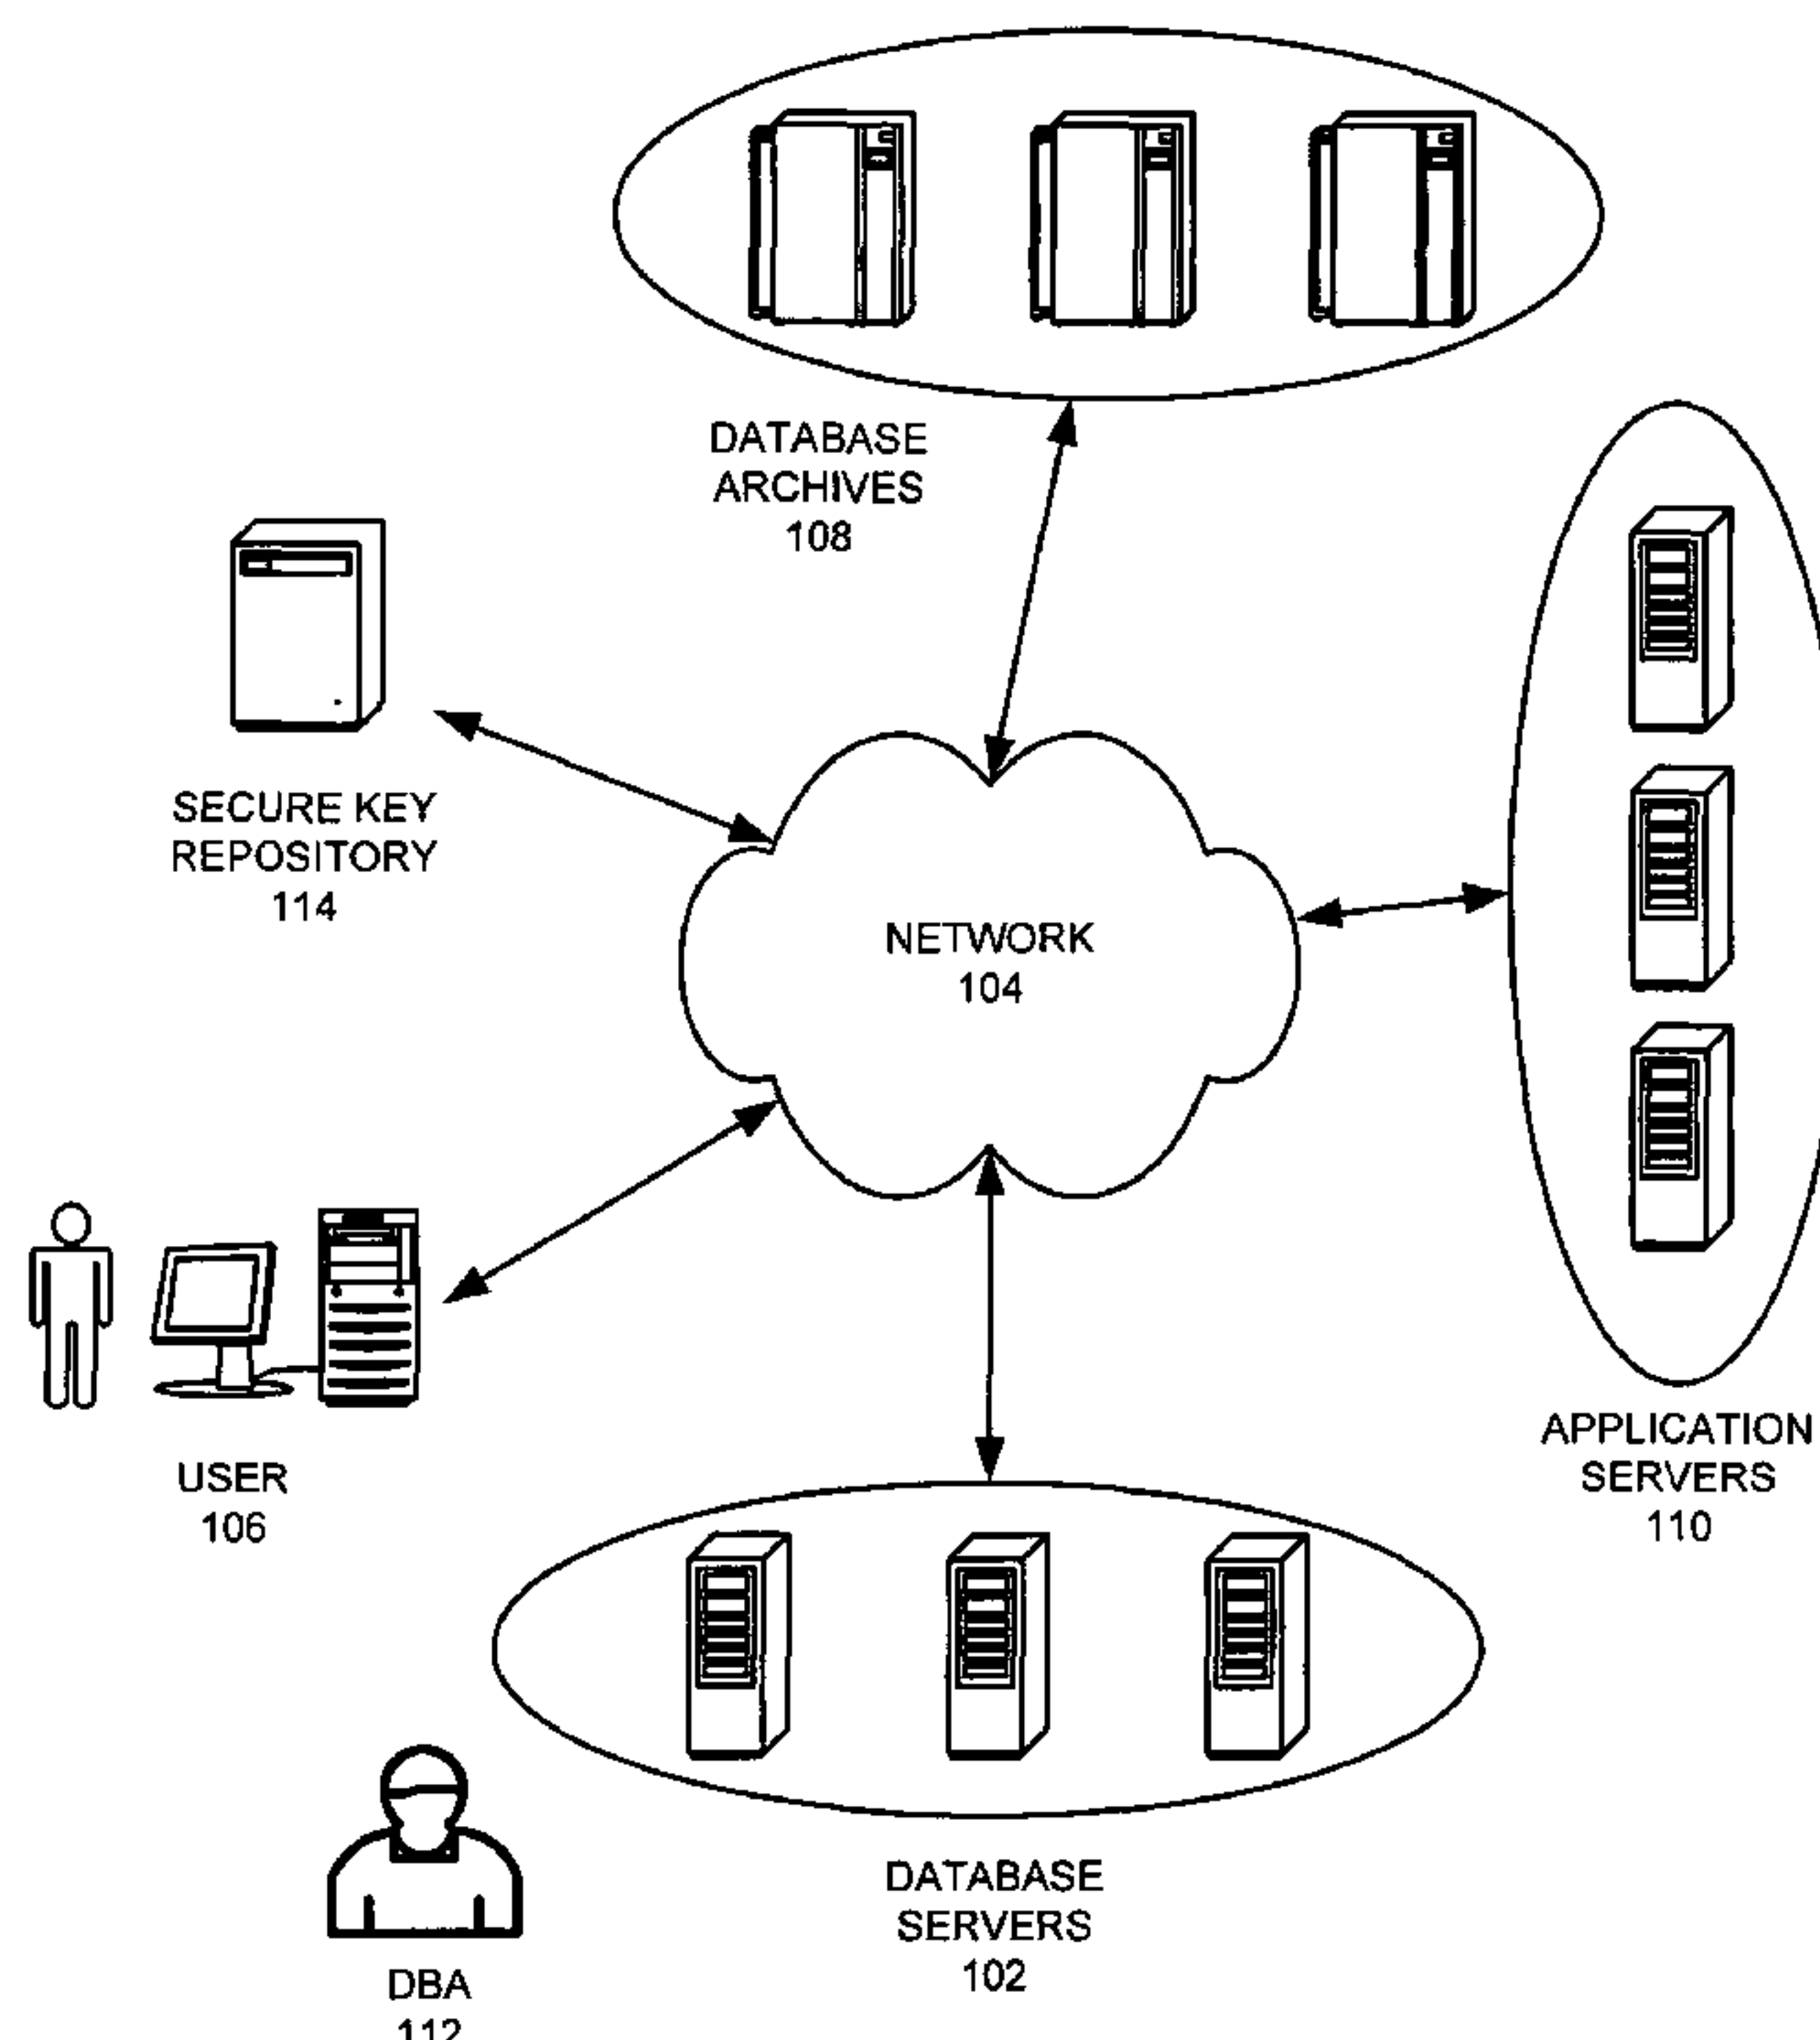 DATABASE
ARCHIVES
108
SECURE KEY
REPOSITORY
114
NETWORK
104
USER
106
APPLICATION
SERVERS
110
DATABASE
SERVERS
102
DBA
112